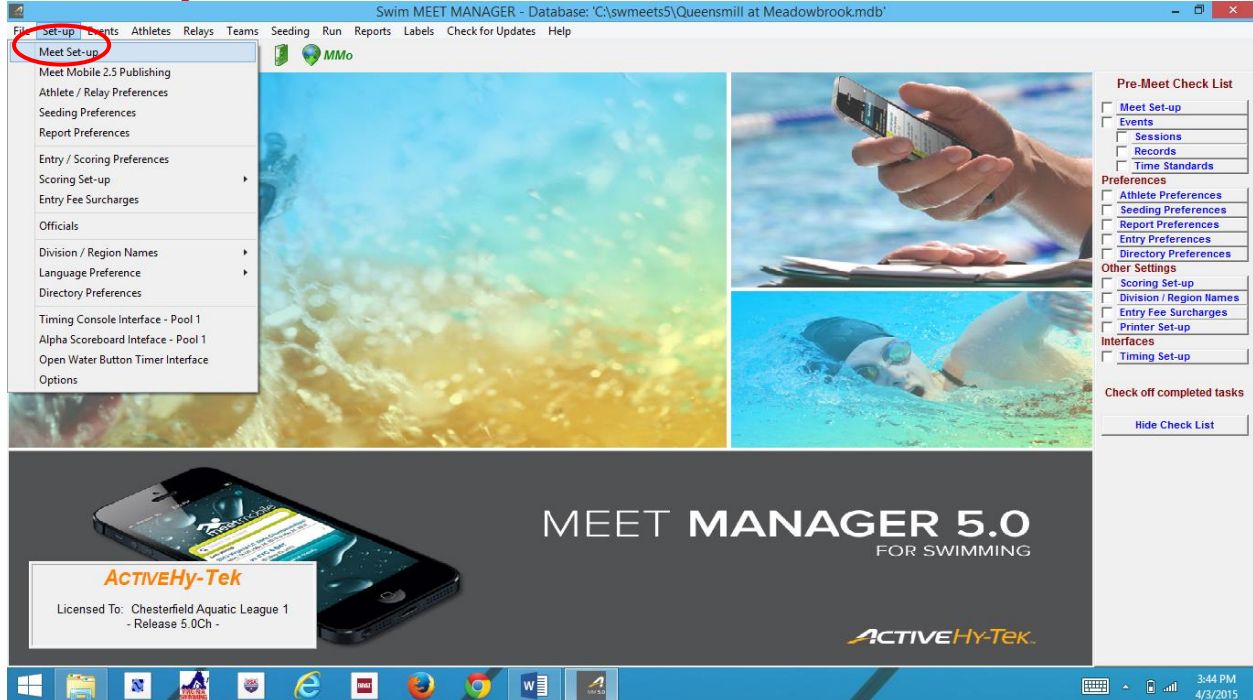 Swim MEET MANAGER - Database: 'C:\swmeets5\Queensmill at Meadowbrook.mdb'
File Set-up Events Athletes Relays Teams Seeding Run Reports Labels Check for Updates Help
MMo
Meet Set-up
Meet Mobile 2.5 Publishing
Athlete / Relay Preferences
Seeding Preferences
Report Preferences
Entry / Scoring Preferences
Scoring Set-up
Entry Fee Surcharges
Officials
Division / Region Names
Language Preference
Directory Preferences
Timing Console Interface - Pool 1
Alpha Scoreboard Inteface - Pool 1
Open Water Button Timer Interface
Options
Pre-Meet Check List
Meet Set-up
Events
Sessions
Records
Time Standards
Preferences
Athlete Preferences
Seeding Preferences
Report Preferences
Entry Preferences
Directory Preferences
Other Settings
Scoring Set-up
Division / Region Names
Entry Fee Surcharges
Printer Set-up
Interfaces
Timing Set-up
Check off completed tasks
Hide Check List
meetmobile
MEET MANAGER 5.0
FOR SWIMMING
ACTIVEHy-Tek
Licensed To: Chesterfield Aquatic League 1
- Release 5.0Ch -
ACTIVEHY-TEK
3:44 PM
4/3/2015